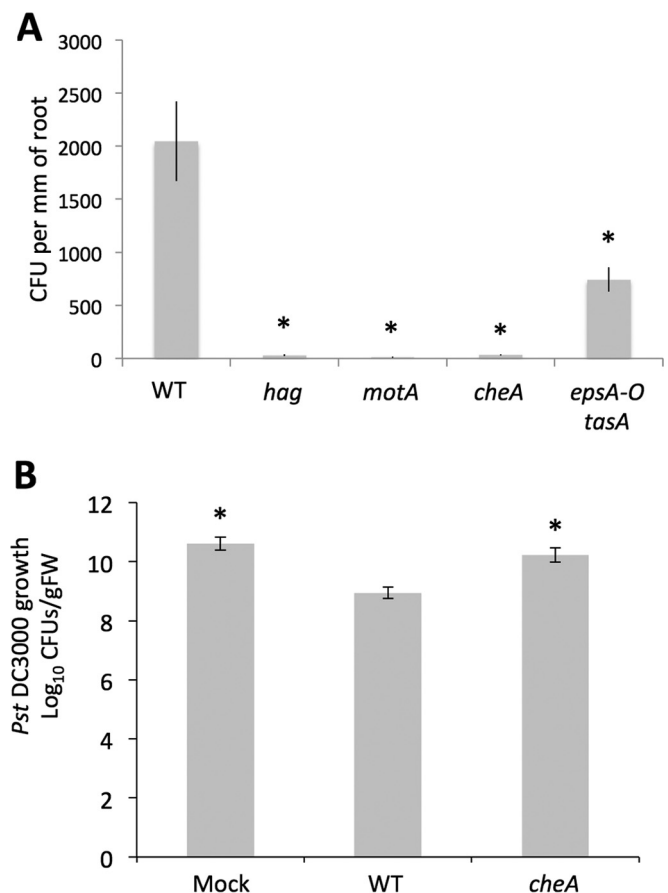 A
CFU per mm of root
3000
2500
2000
1500
1000
500
0
*
*
*
*
WT
hag
motA
cheA
epsA-O
tasA
B
Pst DC3000 growth
Log10 CFUs/gFW
12
10
8
6
4
2
0
*
*
Mock
WT
cheA